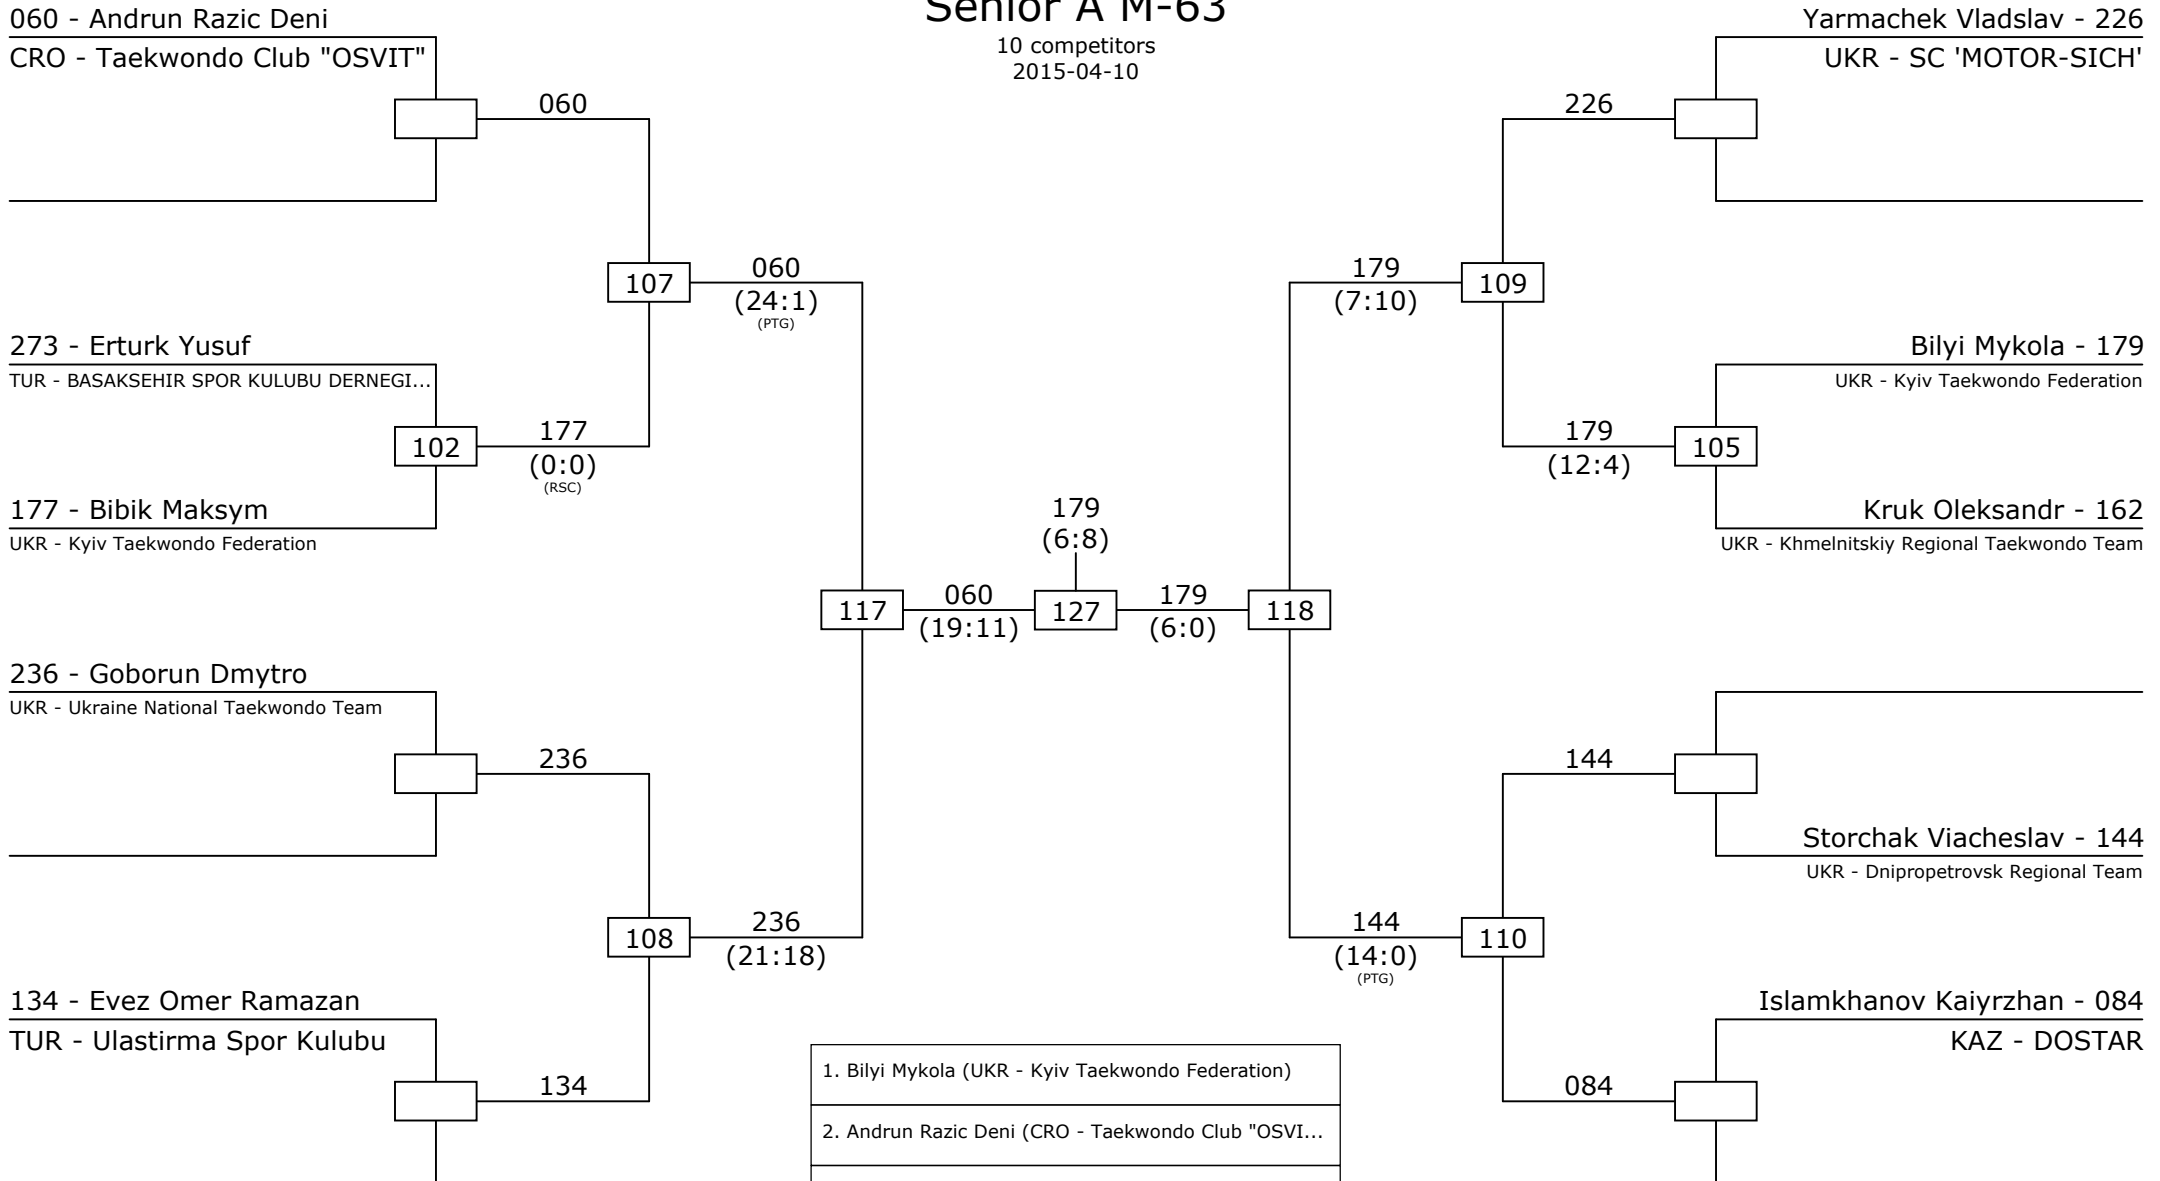 Senior A M-63
10 competitors
2015-04-10
060 - Andrun Razic Deni
CRO - Taekwondo Club "OSVIT"
060
273 - Erturk Yusuf
TUR - BASAKSEHIR SPOR KULUBU DERNEGI...
102
177
(0:0)
(RSC)
177 - Bibik Maksym
UKR - Kyiv Taekwondo Federation
107
060
(24:1)
(PTG)
236 - Goborun Dmytro
UKR - Ukraine National Taekwondo Team
236
108
236
(21:18)
134 - Evez Omer Ramazan
TUR - Ulastirma Spor Kulubu
134
117
060
(19:11)
179
(6:8)
127
179
(6:0)
118
Yarmachek Vladslav - 226
UKR - SC 'MOTOR-SICH'
226
179
(7:10)
109
Bilyi Mykola - 179
UKR - Kyiv Taekwondo Federation
179
(12:4)
105
Kruk Oleksandr - 162
UKR - Khmelnitskiy Regional Taekwondo Team
144
Storchak Viacheslav - 144
UKR - Dnipropetrovsk Regional Team
144
(14:0)
(PTG)
110
Islamkhanov Kaiyrzhan - 084
KAZ - DOSTAR
084
1. Bilyi Mykola (UKR - Kyiv Taekwondo Federation)
2. Andrun Razic Deni (CRO - Taekwondo Club "OSVI...